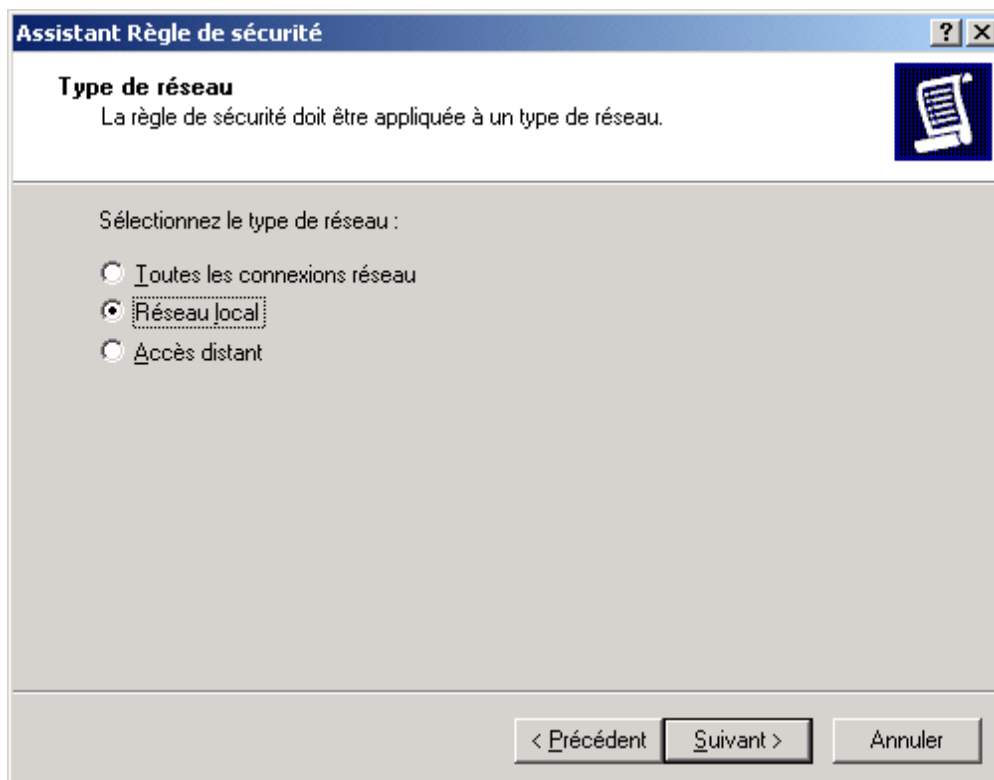 Assistant Règle de sécurité
Type de réseau
La règle de sécurité doit être appliquée à un type de réseau.
Sélectionnez le type de réseau :
Toutes les connexions réseau
Réseau local
Accès distant
< Précédent Suivant > Annuler